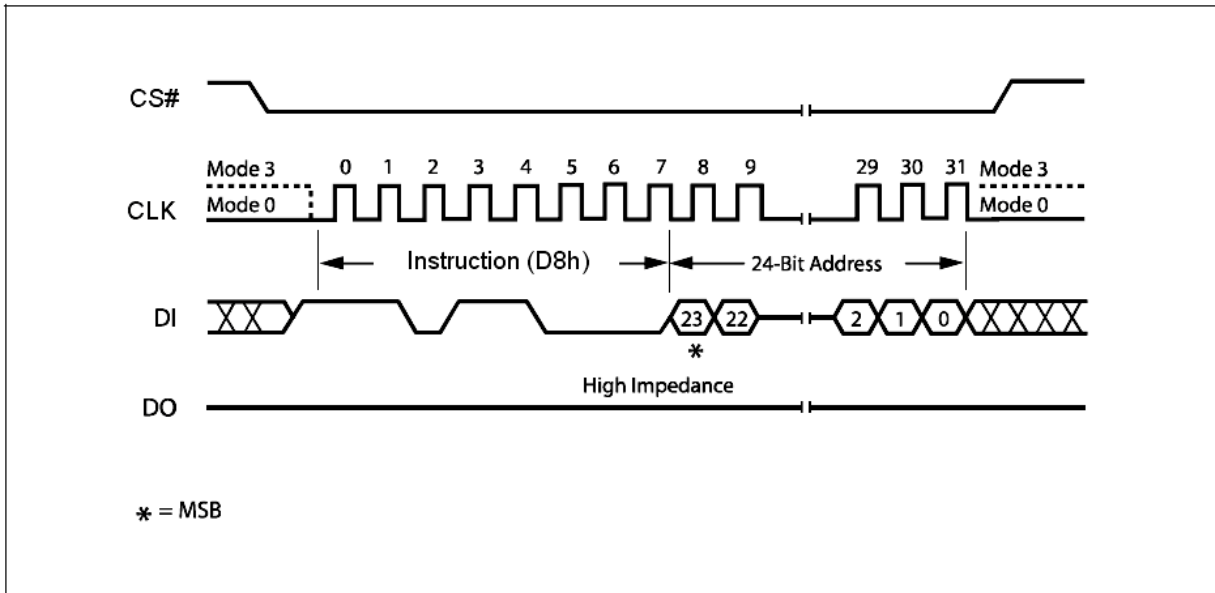 CS#
Mode 3 0 1 2 3 4 5 6 7 8 9 29 30 31 Mode 3
CLK Mode 0 Mode 0
Instruction (D8h) 24-Bit Address
DI 23 22 2 1 0
*
High Impedance
DO
* = MSB